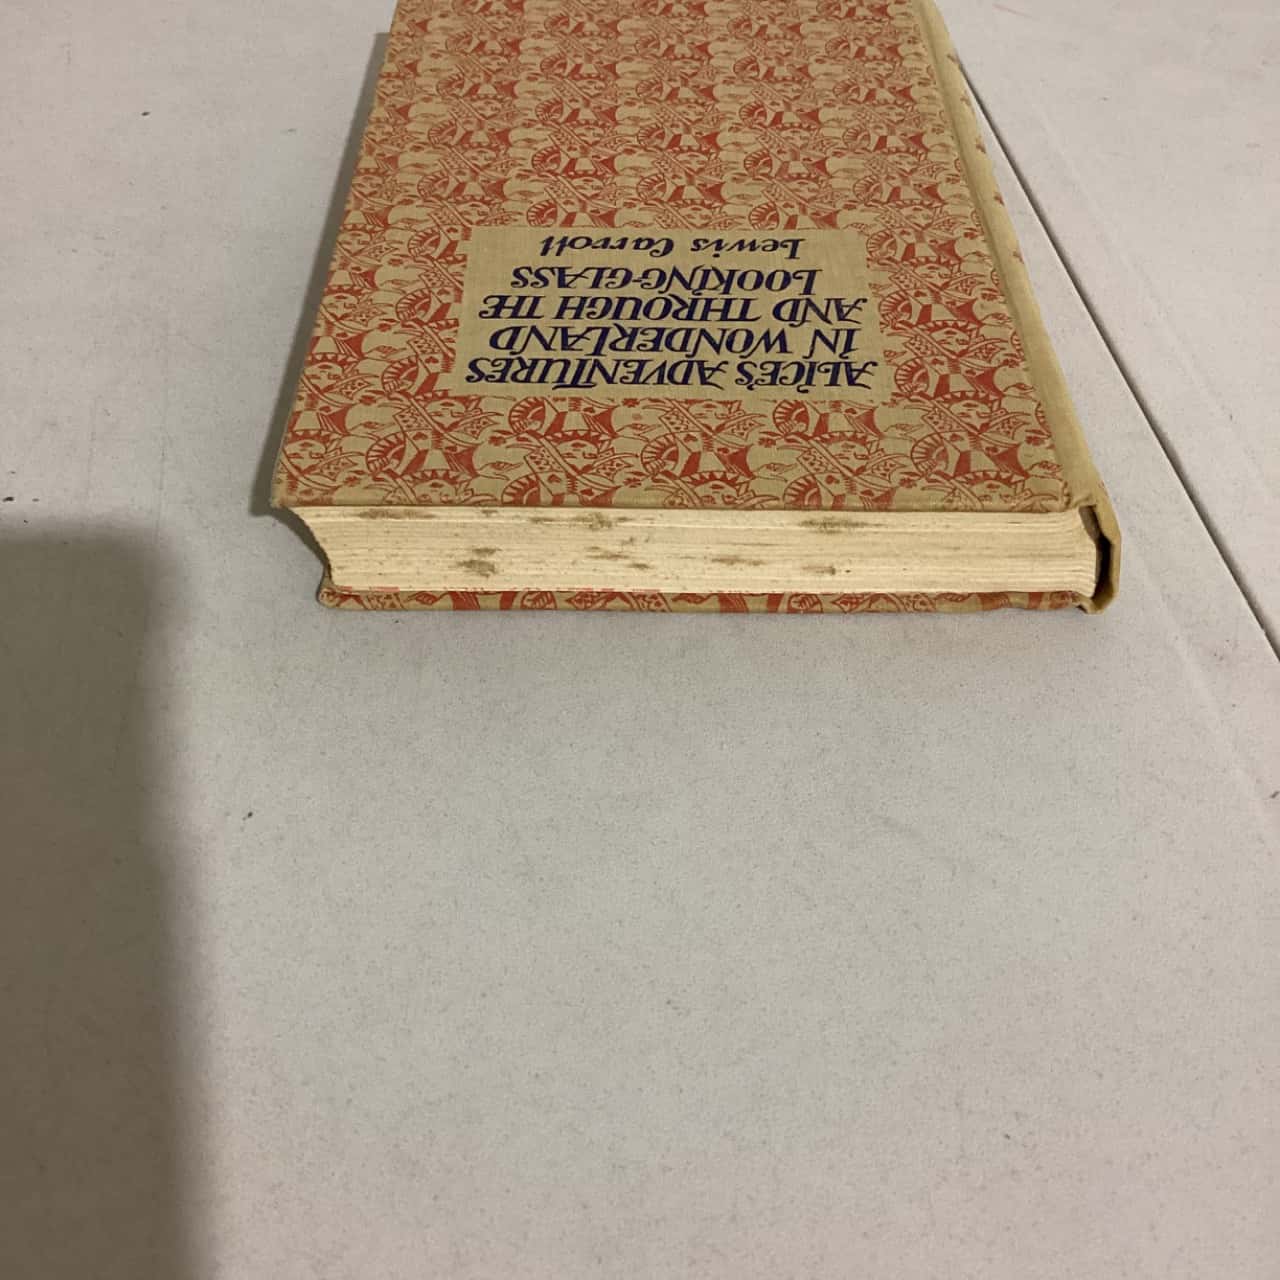 ALICE'S ADVENTURES
IN WONDERLAND
AND THROUGH THE
LOOKING-GLASS
Lewis Carroll